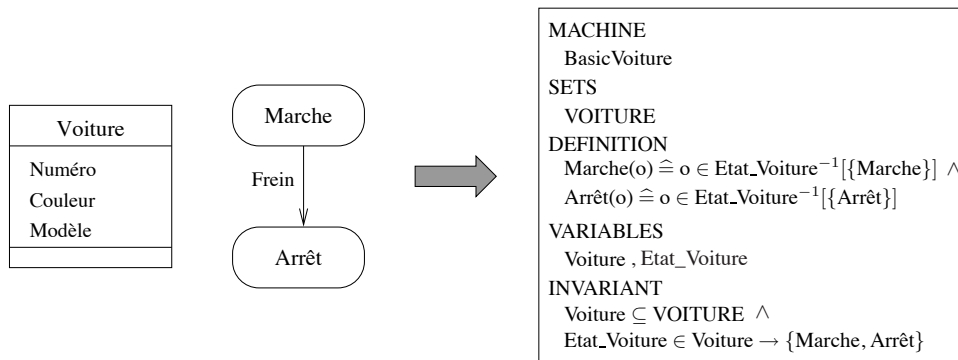 Voiture
Numéro
Couleur
Modèle
Marche
Frein
Arrêt
MACHINE
BasicVoiture
SETS
VOITURE
DEFINITION
Marche(o) ≙ o ∈ Etat_Voiture⁻¹[{Marche}] ∧
Arrêt(o) ≙ o ∈ Etat_Voiture⁻¹[{Arrêt}]
VARIABLES
Voiture , Etat_Voiture
INVARIANT
Voiture ⊆ VOITURE ∧
Etat_Voiture ∈ Voiture → {Marche, Arrêt}